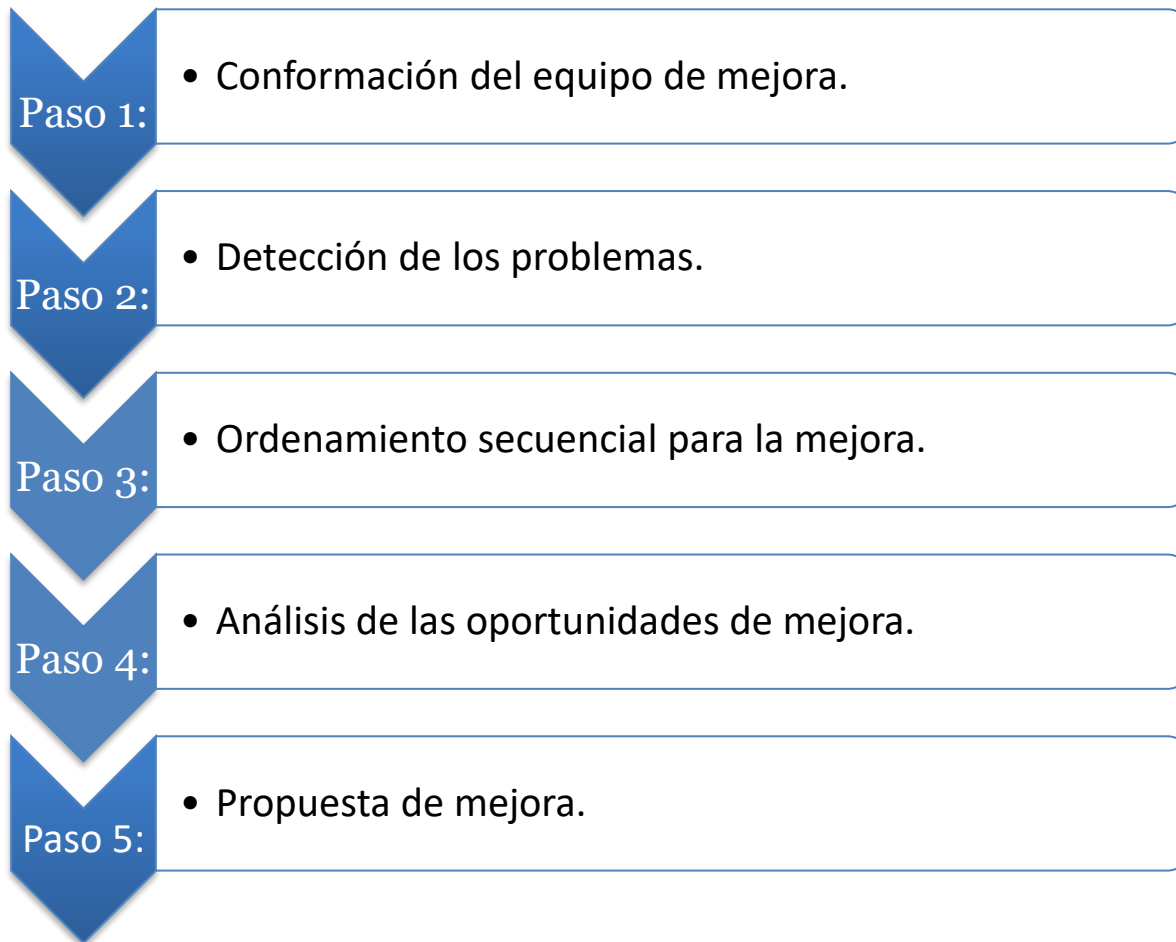 Paso 1:
• Conformación del equipo de mejora.
Paso 2:
• Detección de los problemas.
Paso 3:
• Ordenamiento secuencial para la mejora.
Paso 4:
• Análisis de las oportunidades de mejora.
Paso 5:
• Propuesta de mejora.